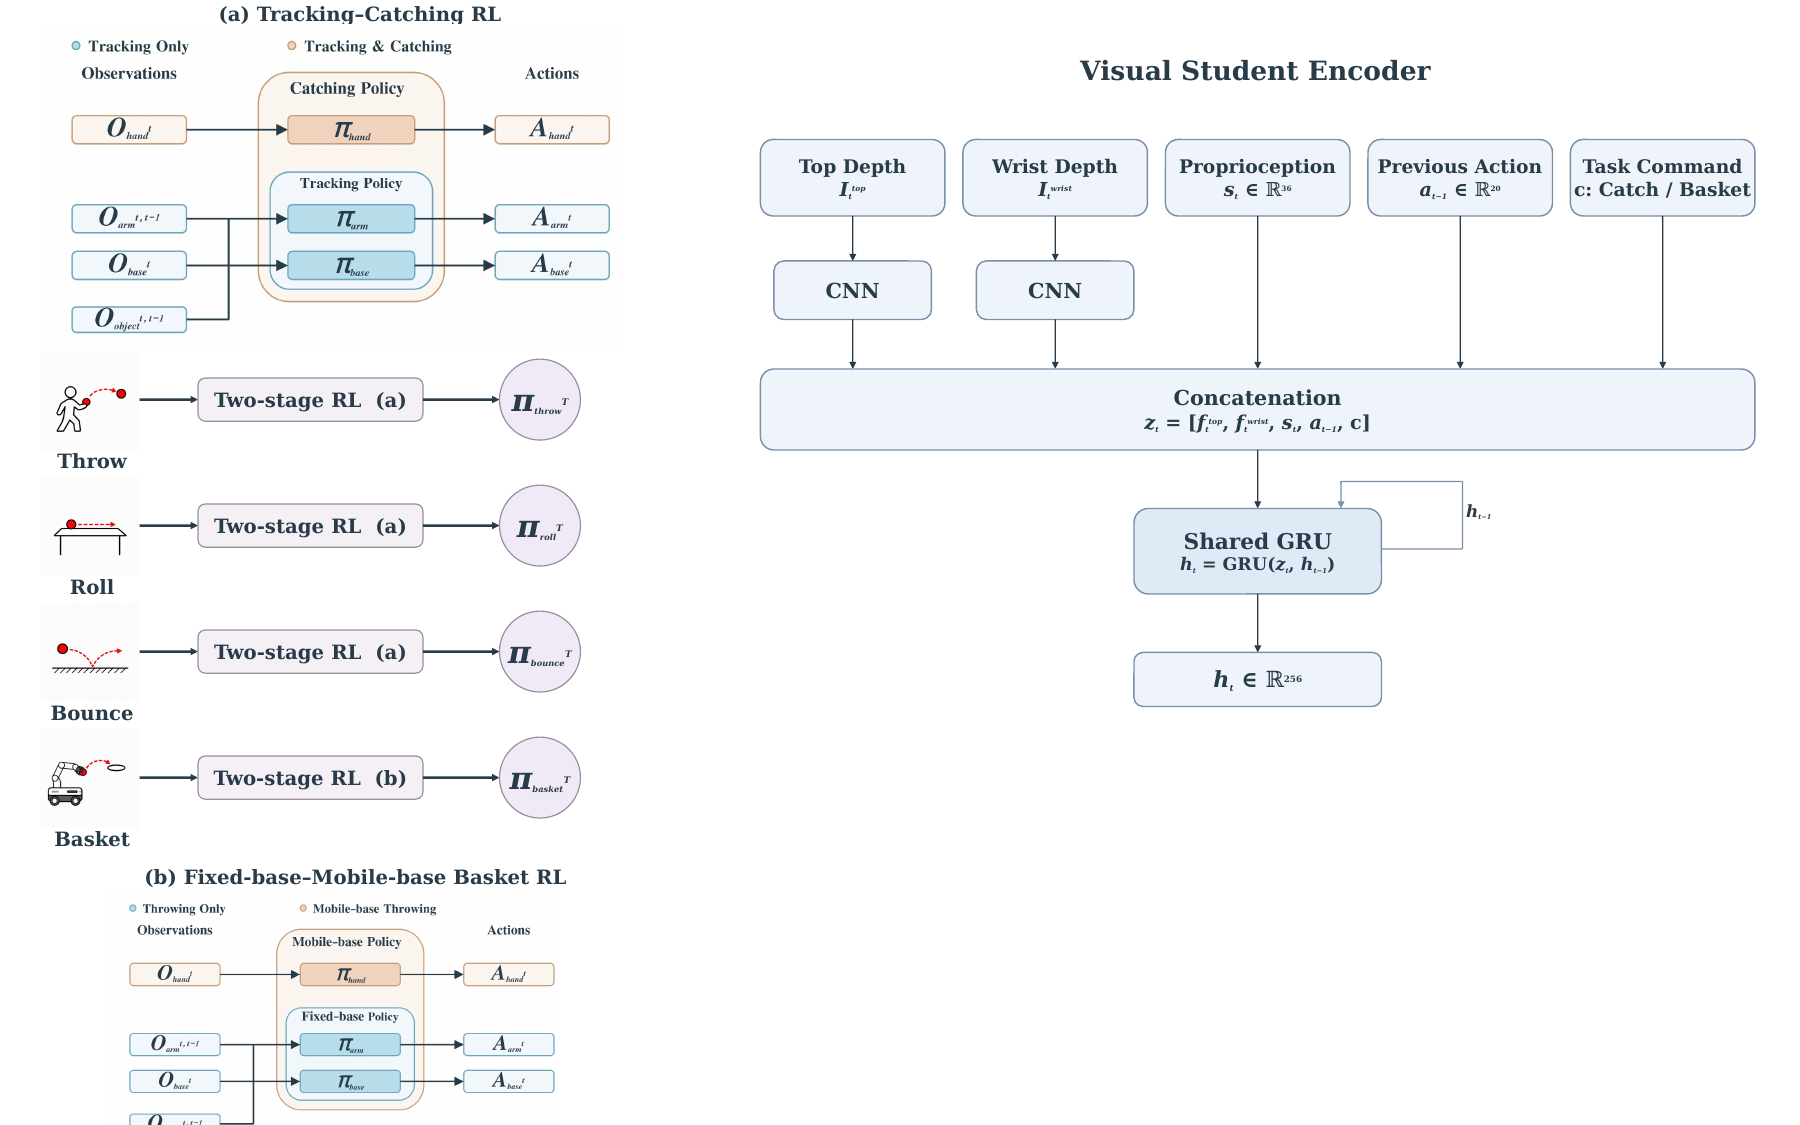 (a) Tracking–Catching RL
Tracking Only
Tracking & Catching
Observations
Actions
Catching Policy
O_hand^t
π_hand
A_hand^t
Tracking Policy
O_arm^t,t−1
π_arm
A_arm^t
O_base^t
π_base
A_base^t
O_object^t,t−1
Two-stage RL (a)
π_throw^T
Throw
Two-stage RL (a)
π_roll^T
Roll
Two-stage RL (a)
π_bounce^T
Bounce
Two-stage RL (b)
π_basket^T
Basket
(b) Fixed-base–Mobile-base Basket RL
Throwing Only
Mobile-base Throwing
Observations
Actions
Mobile-base Policy
O_hand^t
π_hand
A_hand^t
Fixed-base Policy
O_arm^t,t−1
π_arm
A_arm^t
O_base^t
π_base
A_base^t
Visual Student Encoder
Top Depth
I_t^top
Wrist Depth
I_t^wrist
Proprioception
s_t ∈ ℝ^36
Previous Action
a_t−1 ∈ ℝ^20
Task Command
c: Catch / Basket
CNN
CNN
Concatenation
z_t = [f_t^top, f_t^wrist, s_t, a_t−1, c]
h_t−1
Shared GRU
h_t = GRU(z_t, h_t−1)
h_t ∈ ℝ^256